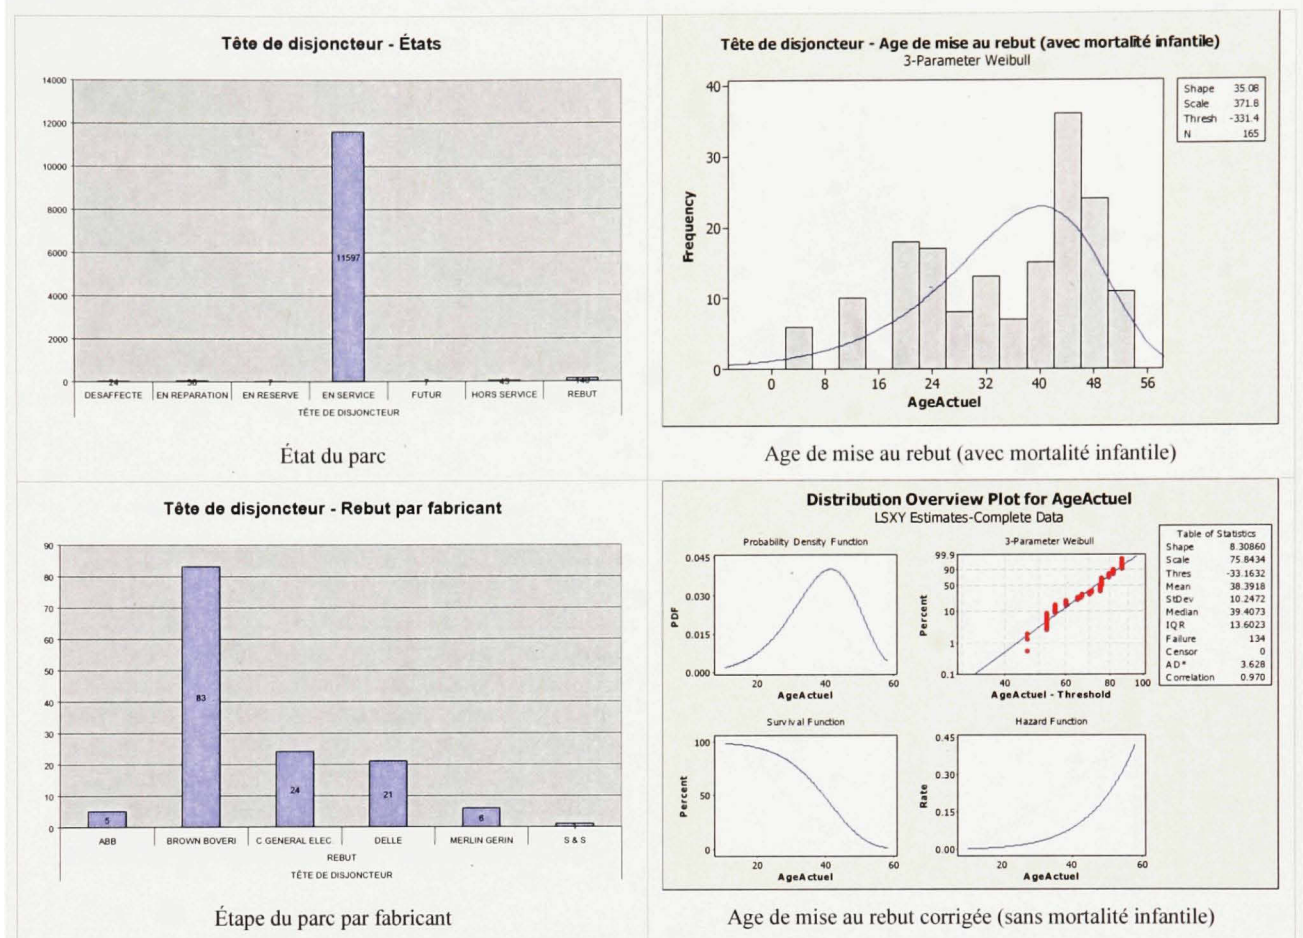 Tête de disjoncteur - États
14000
12000
10000
8000
6000
4000
2000
0
11597
24
7
7
DESAFFECTE
EN REPARATION
EN RESERVE
EN SERVICE
FUTUR
HORS SERVICE
REBUT
TÊTE DE DISJONCTEUR
État du parc
Tête de disjoncteur - Age de mise au rebut (avec mortalité infantile)
3-Parameter Weibull
Shape 35.08
Scale 371.8
Thresh -331.4
N 165
Frequency
40
30
20
10
0
0 8 16 24 32 40 48 56
AgeActuel
Age de mise au rebut (avec mortalité infantile)
Tête de disjoncteur - Rebut par fabricant
90
80
70
60
50
40
30
20
10
0
5
83
24
21
6
ABB
BROWN BOVERI
C GENERAL ELEC
DELLE
MERLIN GERIN
S & S
REBUT
TÊTE DE DISJONCTEUR
Étape du parc par fabricant
Distribution Overview Plot for AgeActuel
LSXY Estimates-Complete Data
Probability Density Function
PDF
0.045
0.030
0.015
0.000
20 40 60
AgeActuel
3-Parameter Weibull
Percent
99.9
90
50
10
1
0.1
40 60 80 100
AgeActuel - Threshold
Table of Statistics
Shape 8.30860
Scale 75.8434
Thres -33.1632
Mean 38.3918
StDev 10.2472
Median 39.4073
IQR 13.6023
Failure 134
Censor 0
AD* 3.628
Correlation 0.970
Survival Function
Percent
100
50
0
20 40 60
AgeActuel
Hazard Function
Rate
0.45
0.30
0.15
0.00
20 40 60
AgeActuel
Age de mise au rebut corrigée (sans mortalité infantile)